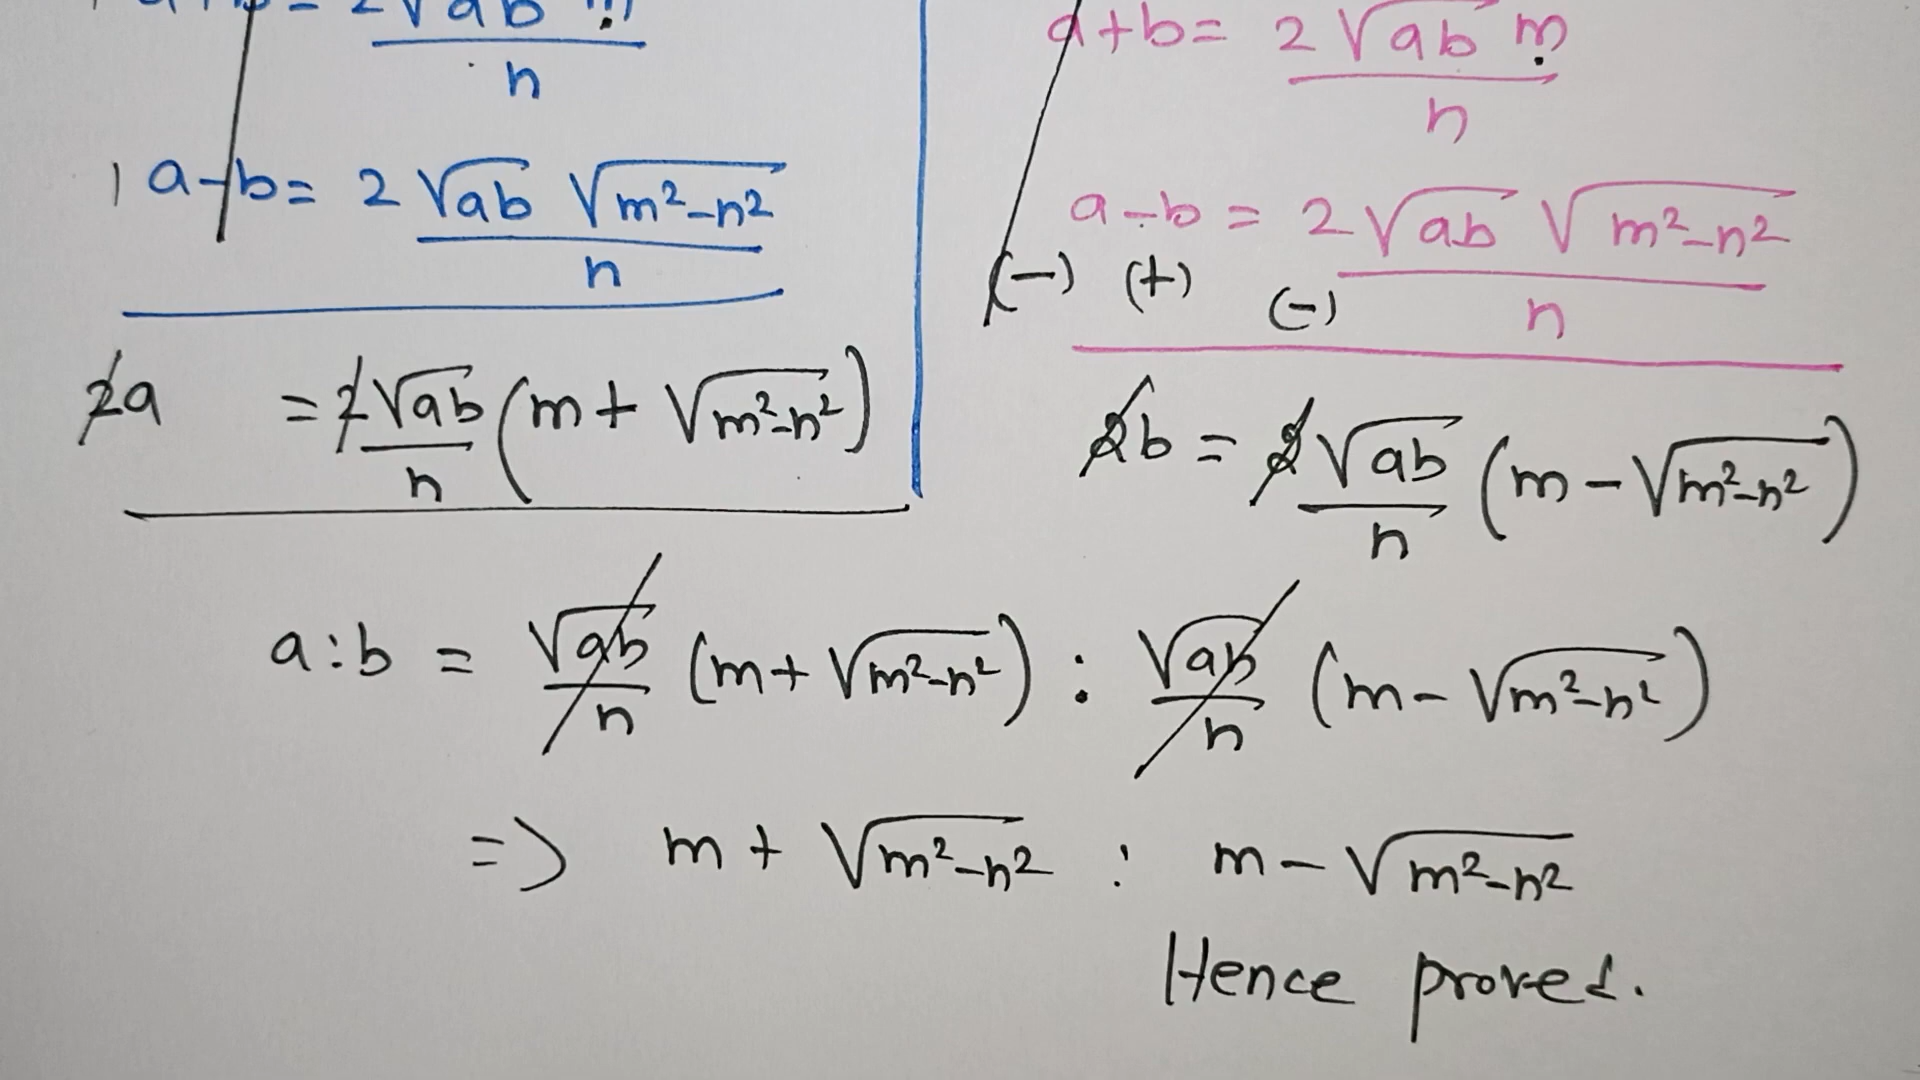 a+b = 2√ab m
n
a-b = 2√ab √m²-n²
n
2a = 2√ab/n (m + √m²-n²)
a+b = 2√ab m
n
a-b = 2√ab √m²-n²
(-) (+) (-) n
2b = 2√ab/n (m - √m²-n²)
a:b = √ab/n (m + √m²-n²) : √ab/n (m - √m²-n²)
=> m + √m²-n² : m - √m²-n²
Hence proved.